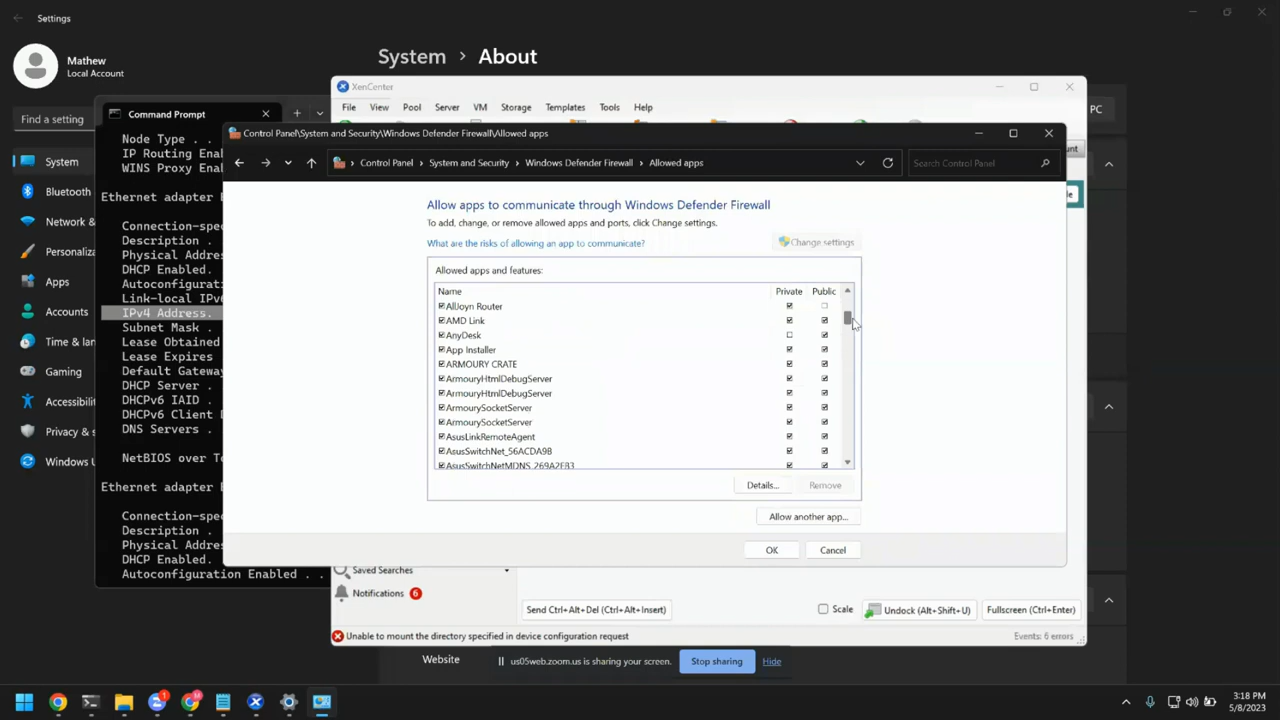 Settings
Mathew
Local Account
System > About
Find a setting
System
Bluetooth
Network &
Personaliza
Apps
Accounts
Time & lan
Gaming
Accessibili
Privacy & s
Windows U
XenCenter
File View Pool Server VM Storage Templates Tools Help
PC
Command Prompt
Node Type . .
IP Routing Enab
WINS Proxy Enab
Ethernet adapter
Connection-spec
Description .
Physical Addres
DHCP Enabled.
Autoconfigurati
Link-local IPv6
IPv4 Address.
Subnet Mask .
Lease Obtained
Lease Expires
Default Gateway
DHCP Server .
DHCPv6 IAID .
DHCPv6 Client
DNS Servers .
NetBIOS over T
Ethernet adapter
Connection-spec
Description .
Physical Addres
DHCP Enabled.
Autoconfiguration Enabled . .
Control Panel\System and Security\Windows Defender Firewall\Allowed apps
Control Panel > System and Security > Windows Defender Firewall > Allowed apps
Search Control Panel
Allow apps to communicate through Windows Defender Firewall
To add, change, or remove allowed apps and ports, click Change settings.
What are the risks of allowing an app to communicate?
Change settings
Allowed apps and features:
Name Private Public
AllJoyn Router
AMD Link
AnyDesk
App Installer
ARMOURY CRATE
ArmouryHtmlDebugServer
ArmouryHtmlDebugServer
ArmourySocketServer
ArmourySocketServer
AsusLinkRemoteAgent
AsusSwitchNet_56ACDA9B
AsusSwitchNetMDNS_269A2EB3
Details... Remove
Allow another app...
OK Cancel
Saved Searches
Notifications 6
Send Ctrl+Alt+Del (Ctrl+Alt+Insert)
Scale
Undock (Alt+Shift+U)
Fullscreen (Ctrl+Enter)
Unable to mount the directory specified in device configuration request
Events: 6 errors
Website
us05web.zoom.us is sharing your screen.
Stop sharing
Hide
3:18 PM
5/8/2023